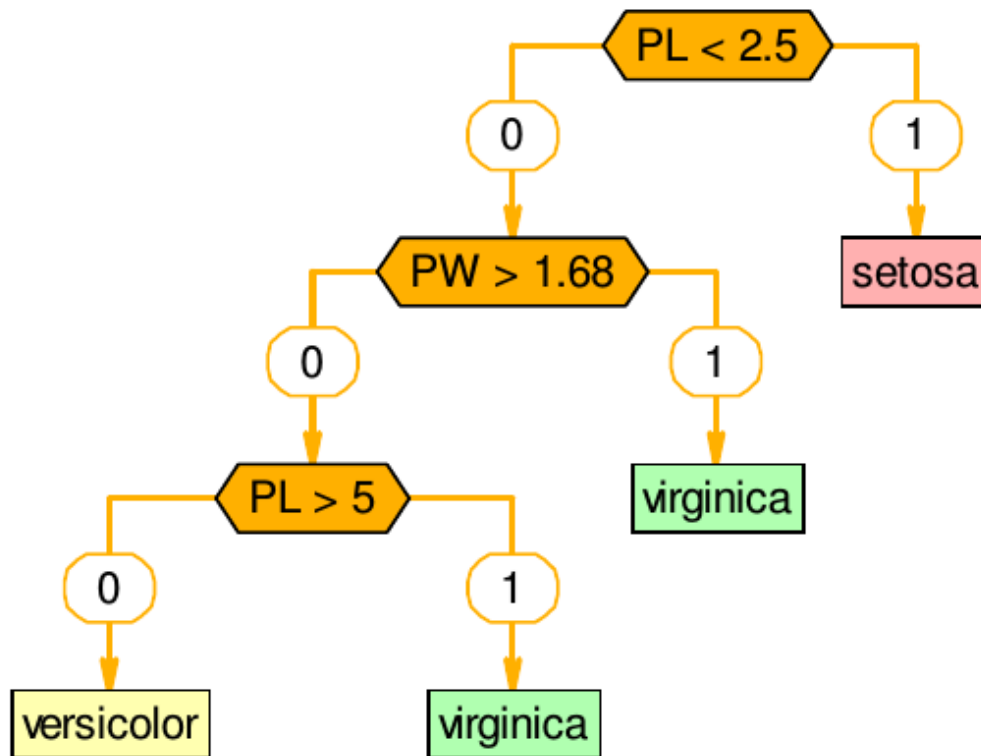 PL < 2.5
0
1
PW > 1.68
setosa
0
1
PL > 5
virginica
0
1
versicolor
virginica